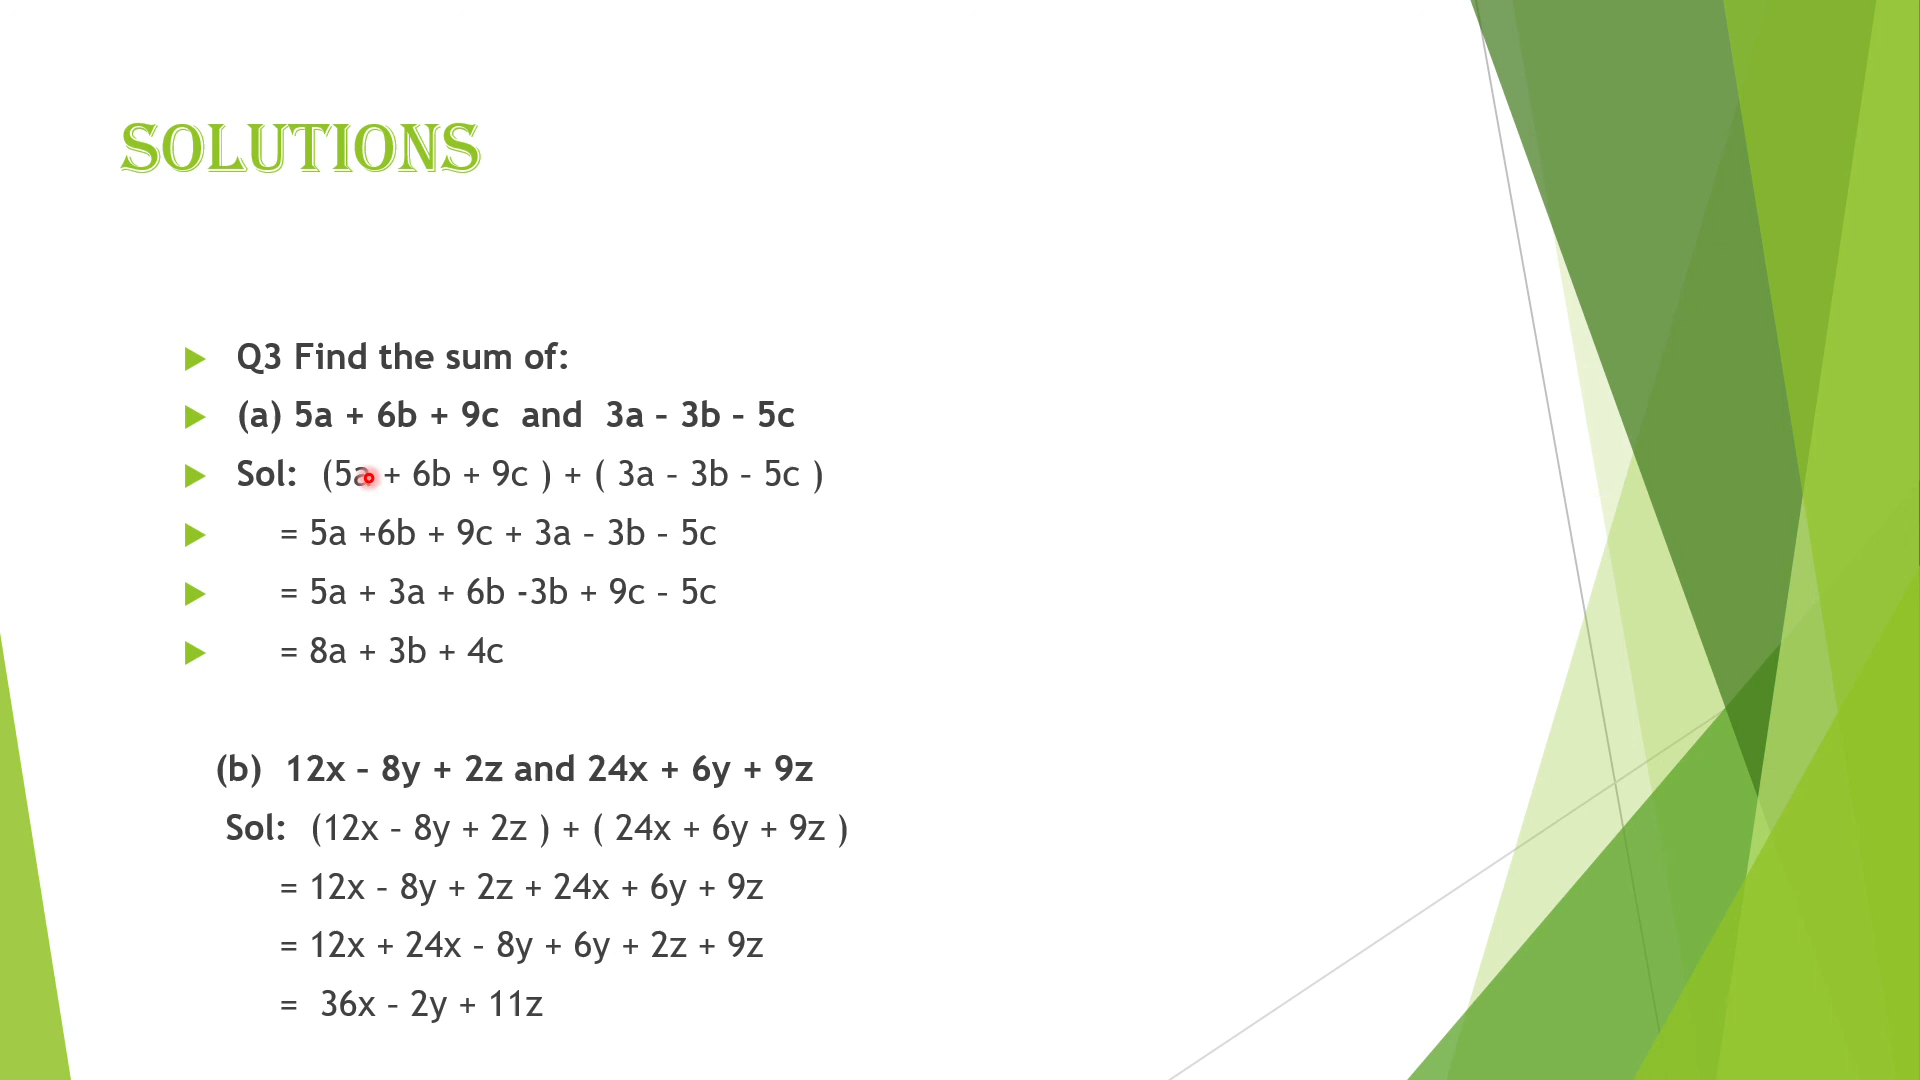 SOLUTIONS
Q3 Find the sum of:
(a) 5a + 6b + 9c and 3a – 3b – 5c
Sol: (5a + 6b + 9c ) + ( 3a – 3b – 5c )
= 5a +6b + 9c + 3a – 3b – 5c
= 5a + 3a + 6b -3b + 9c – 5c
= 8a + 3b + 4c
(b) 12x – 8y + 2z and 24x + 6y + 9z
Sol: (12x – 8y + 2z ) + ( 24x + 6y + 9z )
= 12x – 8y + 2z + 24x + 6y + 9z
= 12x + 24x – 8y + 6y + 2z + 9z
= 36x – 2y + 11z